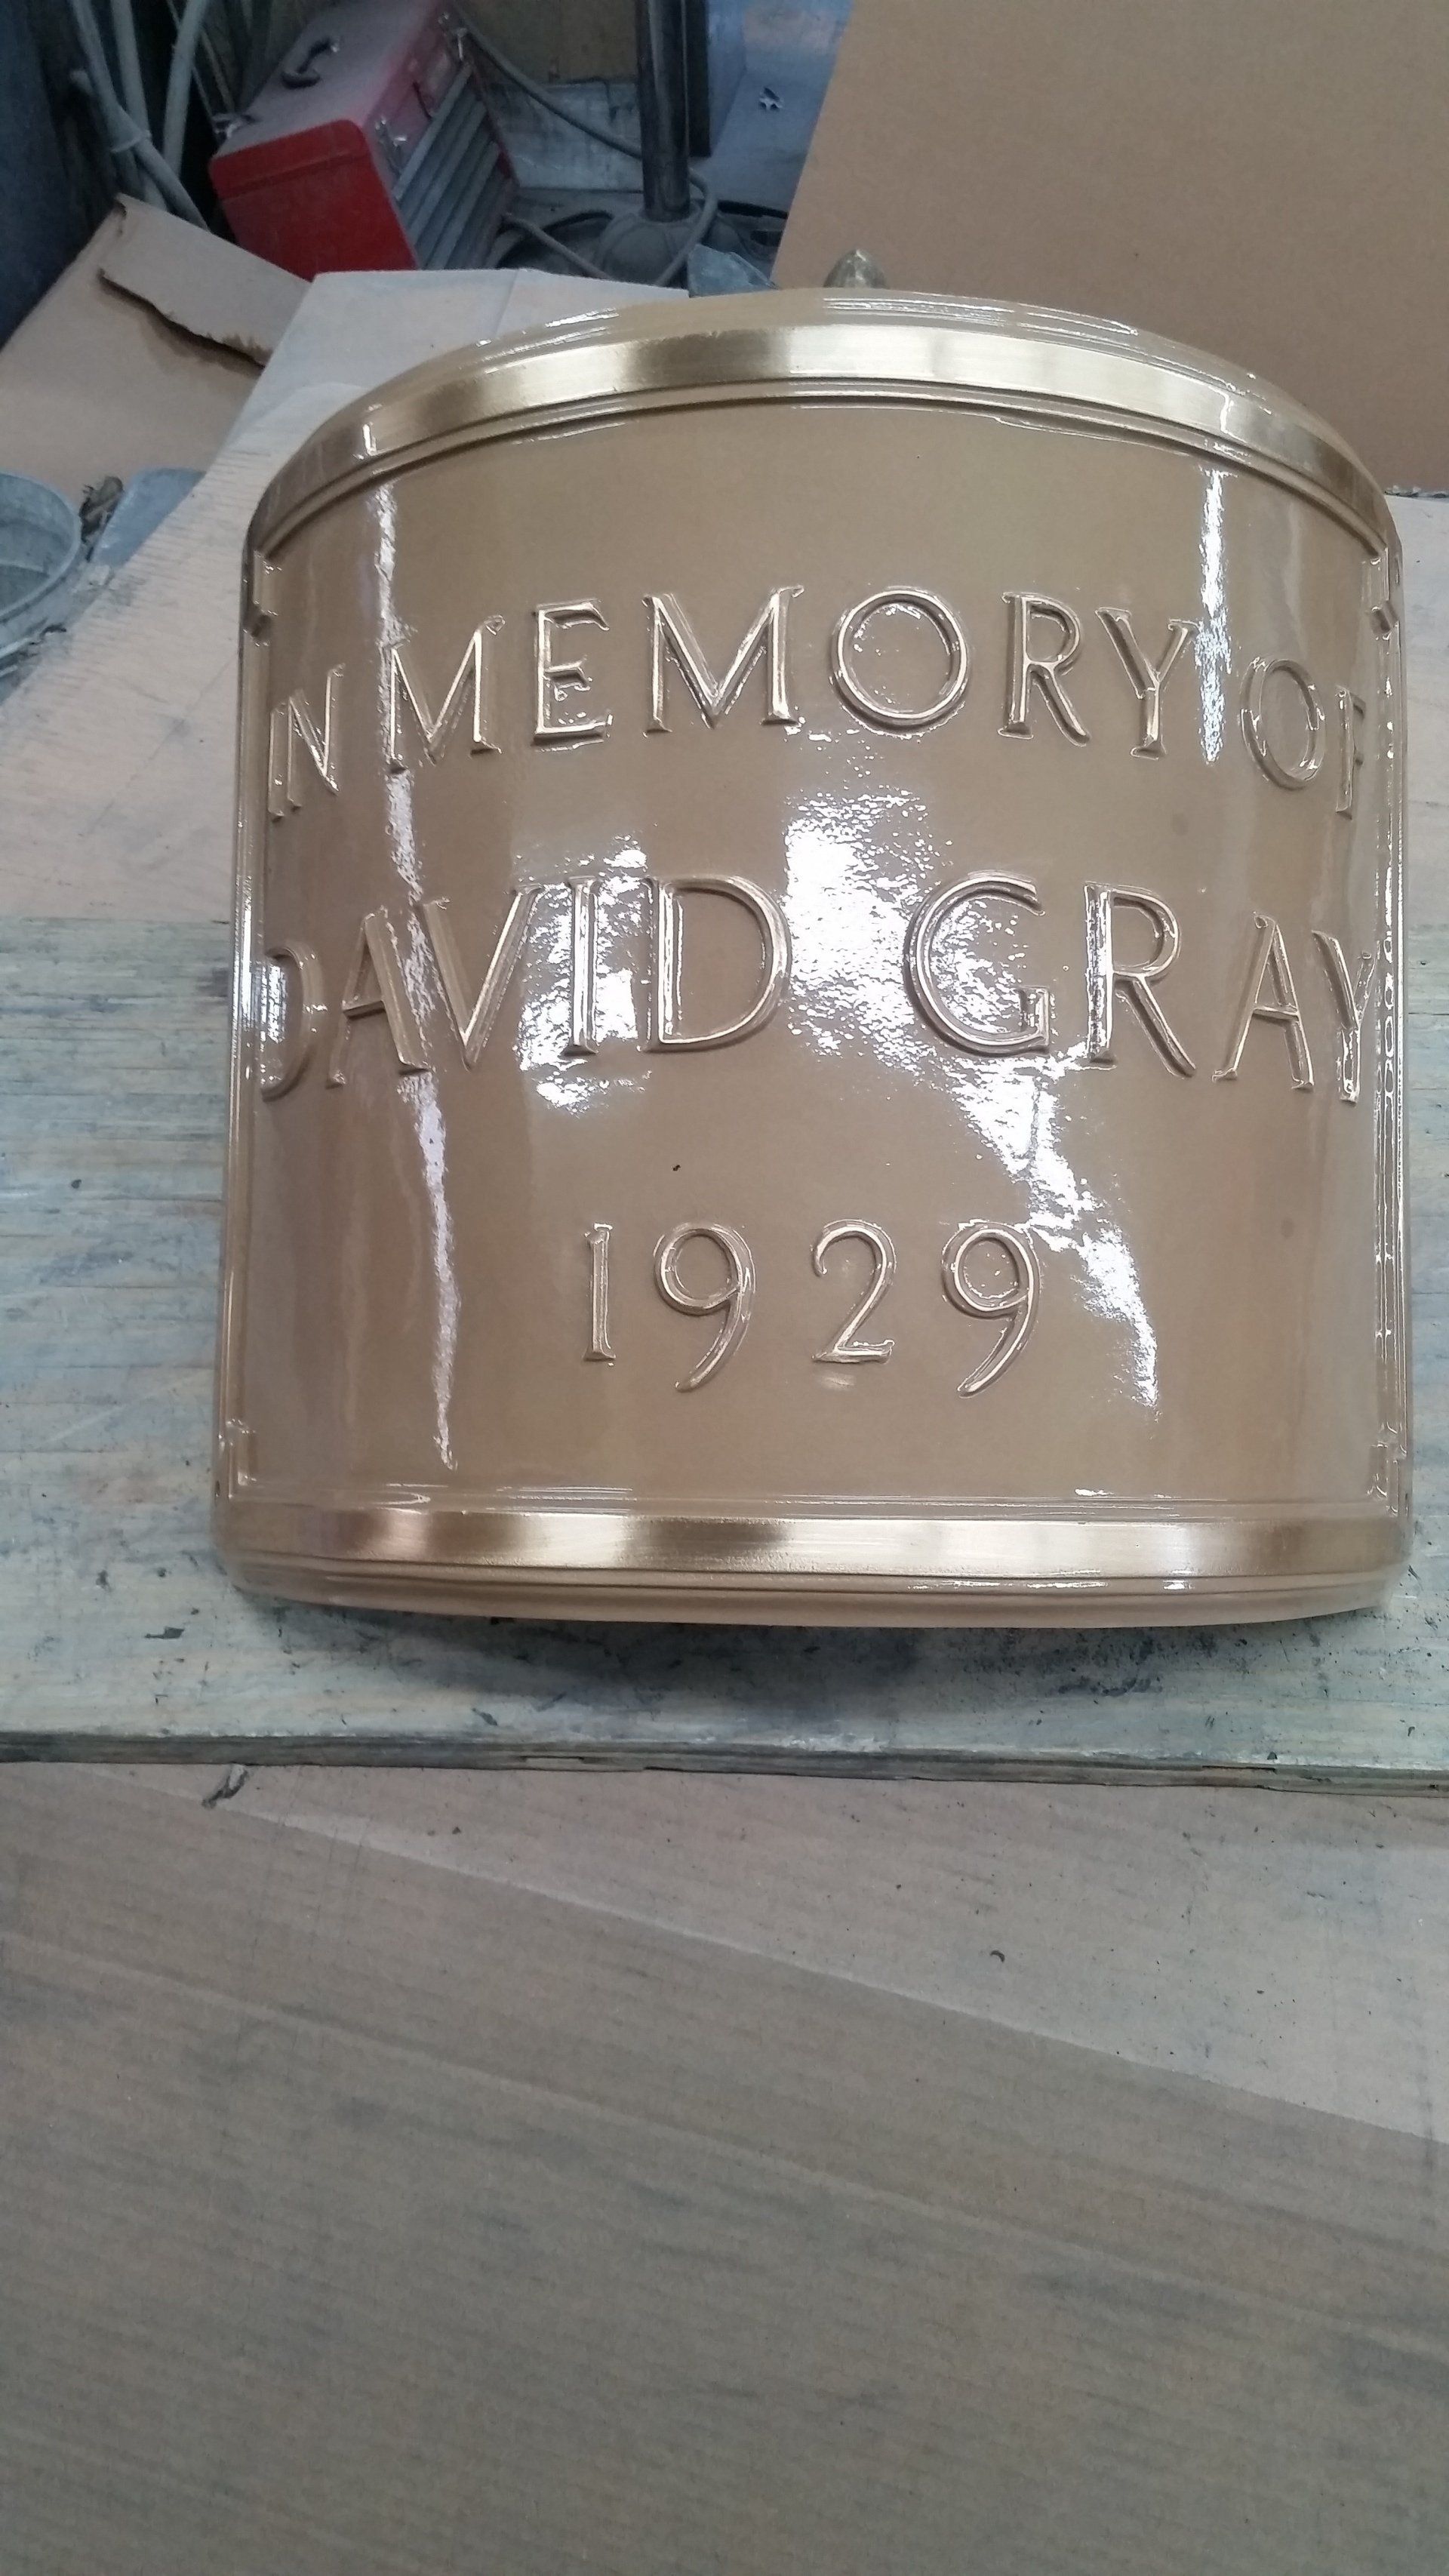 IN MEMORY OF
DAVID GRAY
1929